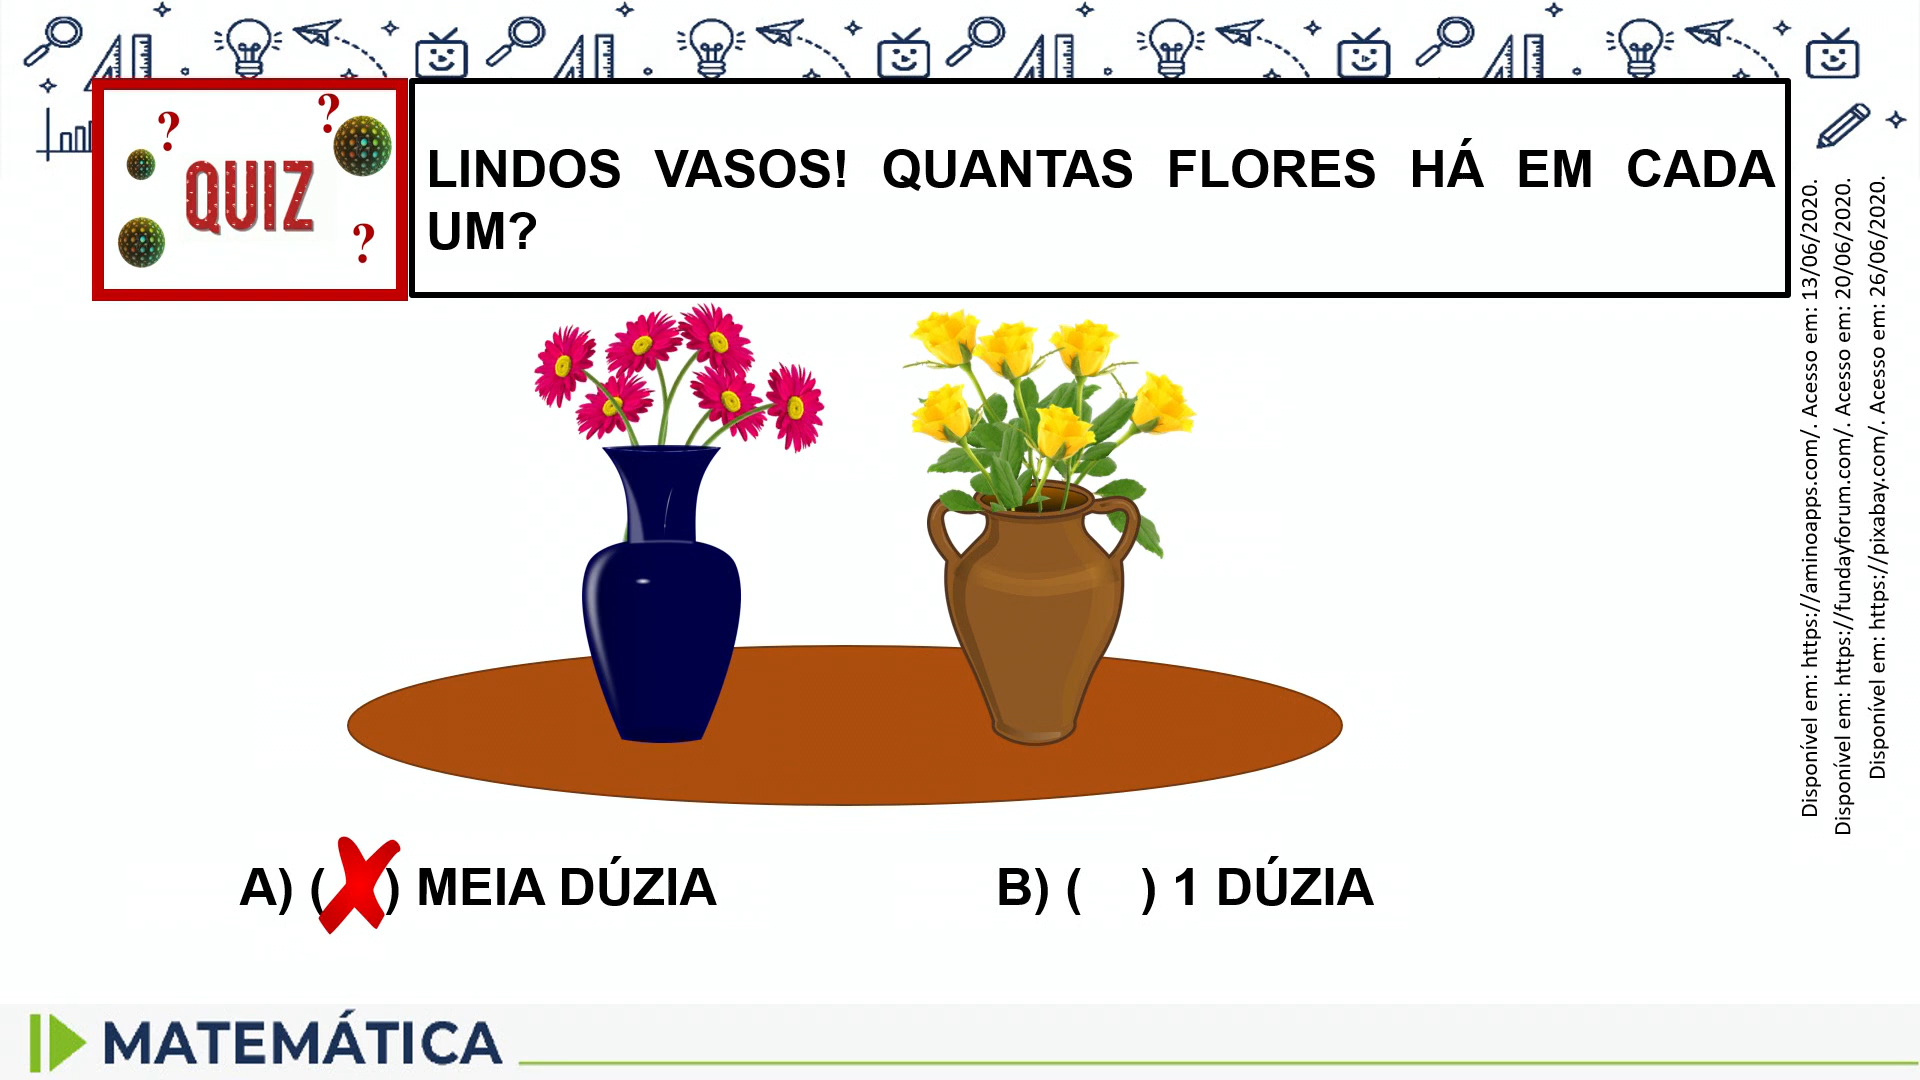 ? ?
QUIZ
?
LINDOS VASOS! QUANTAS FLORES HÁ EM CADA
UM?
Disponível em: https://aminoapps.com/. Acesso em: 13/06/2020.
Disponível em: https://fundayforum.com/. Acesso em: 20/06/2020.
Disponível em: https://pixabay.com/. Acesso em: 26/06/2020.
A) ( X ) MEIA DÚZIA
B) ( ) 1 DÚZIA
MATEMÁTICA